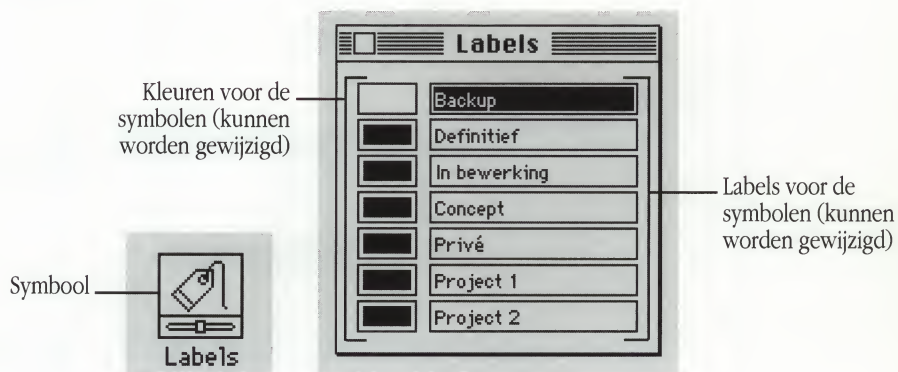 Labels
Kleuren voor de
symbolen (kunnen
worden gewijzigd)
Backup
Definitief
In bewerking
Concept
Privé
Project 1
Project 2
Labels voor de
symbolen (kunnen
worden gewijzigd)
Symbool
Labels